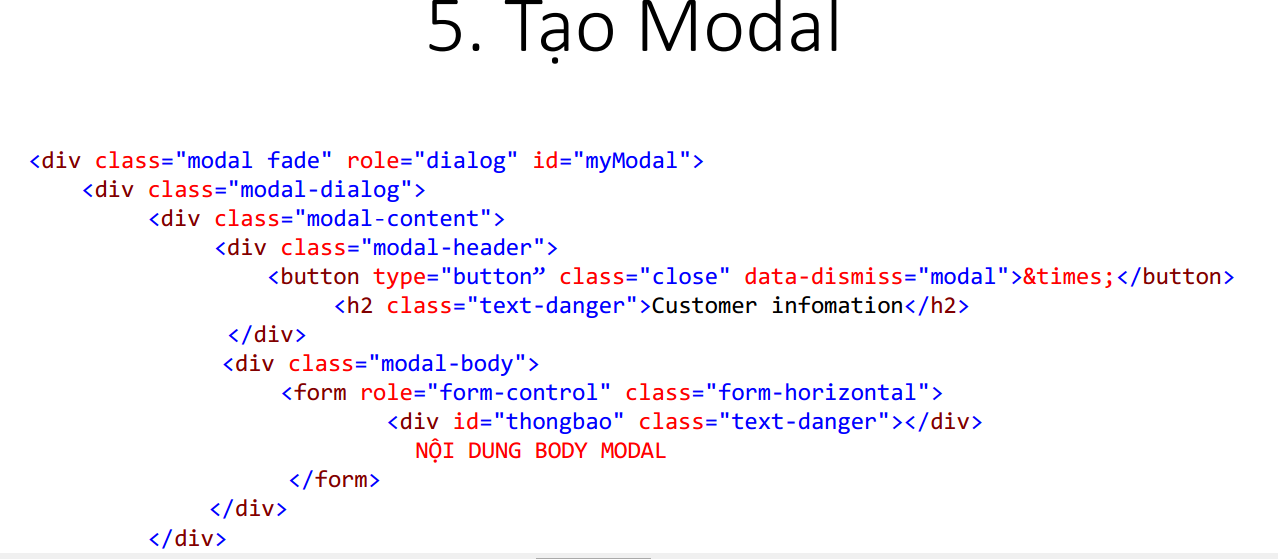 5. Tạo Modal
<div class="modal fade" role="dialog" id="myModal">
<div class="modal-dialog">
<div class="modal-content">
<div class="modal-header">
<button type="button” class="close" data-dismiss="modal">&times;</button>
<h2 class="text-danger">Customer infomation</h2>
</div>
<div class="modal-body">
<form role="form-control" class="form-horizontal">
<div id="thongbao" class="text-danger"></div>
NỘI DUNG BODY MODAL
</form>
</div>
</div>